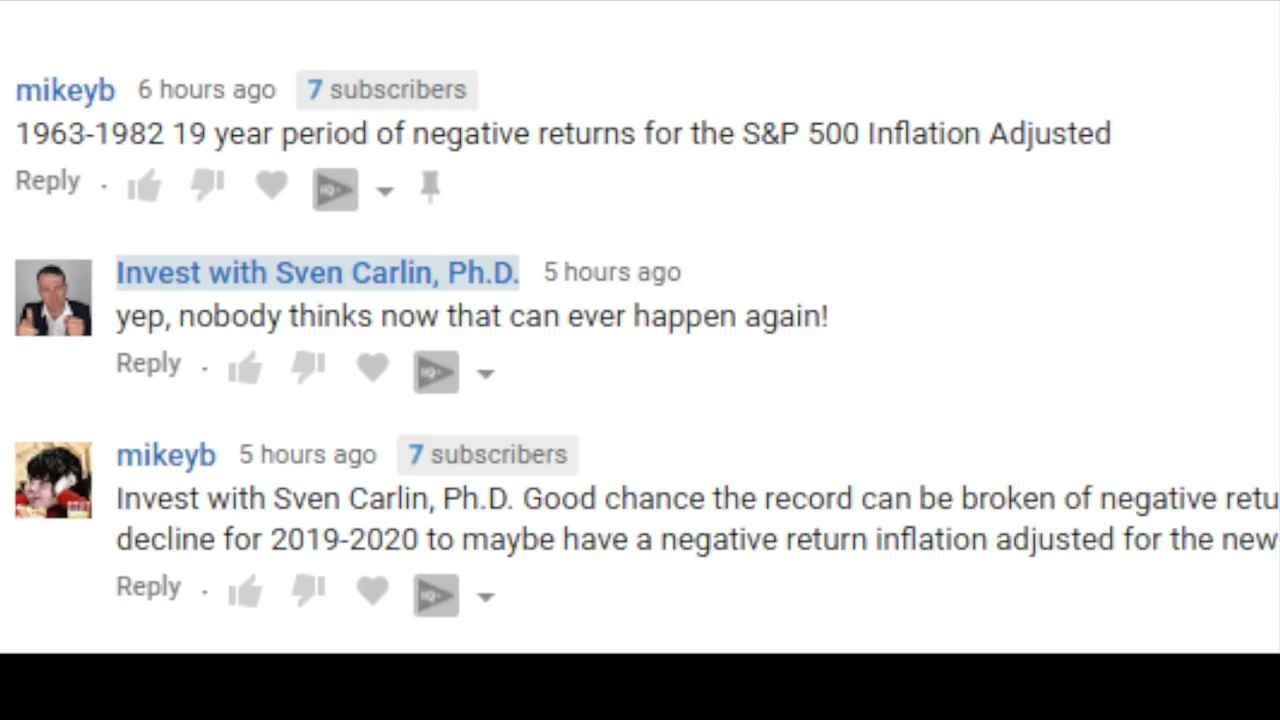 mikeyb 6 hours ago 7 subscribers
1963-1982 19 year period of negative returns for the S&P 500 Inflation Adjusted
Reply .
Invest with Sven Carlin, Ph.D. 5 hours ago
yep, nobody thinks now that can ever happen again!
Reply .
mikeyb 5 hours ago 7 subscribers
Invest with Sven Carlin, Ph.D. Good chance the record can be broken of negative retu
decline for 2019-2020 to maybe have a negative return inflation adjusted for the new
Reply .